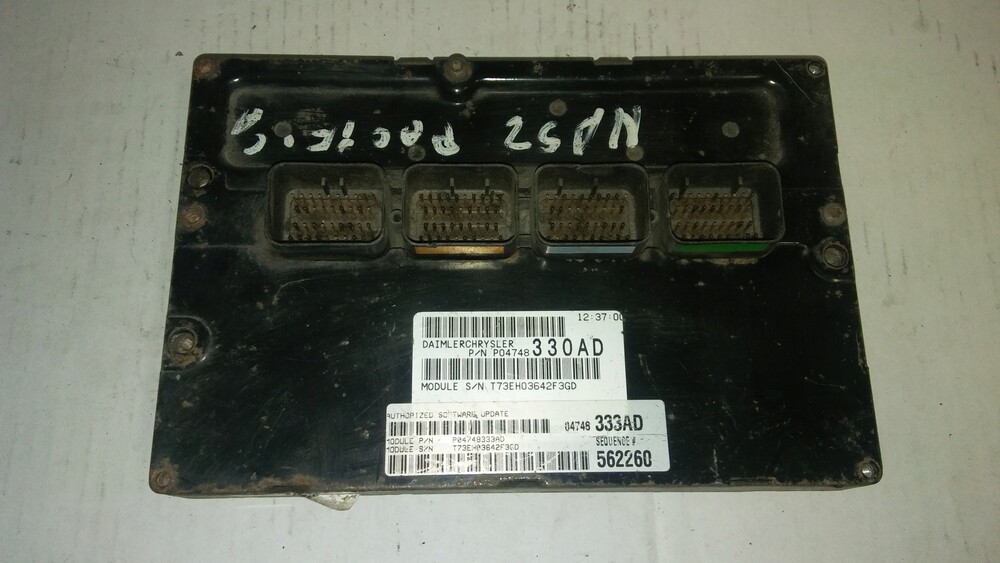 NA52 PACIFICA
12:37:00
DAIMLERCHRYSLER
P/N P04748 330AD
MODULE S/N T73EH03642F3GD
AUTHORIZED SOFTWARE UPDATE
04748 333AD
MODULE P/N P04748333AD
SEQUENCE #
MODULE S/N T73EH03642F3GD
562260